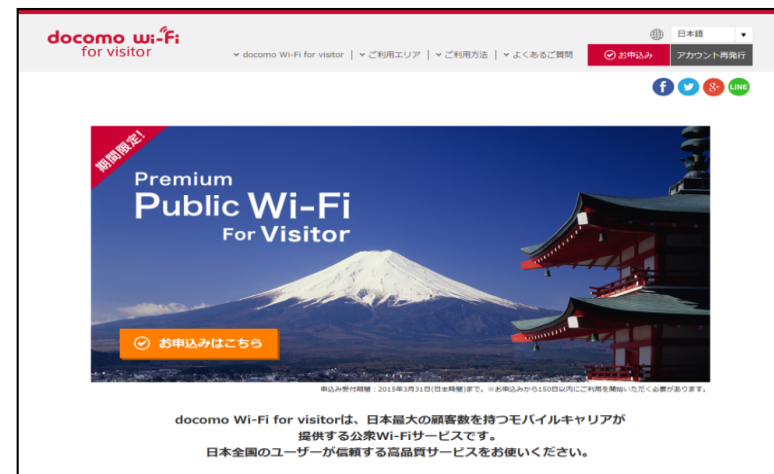 docomo Wi-Fi
for visitor
日本語
docomo Wi-Fi for visitor | ご利用エリア | ご利用方法 | よくあるご質問
お申込み
アカウント再発行
f
8+
LINE
期間限定!
Premium
Public Wi-Fi
For Visitor
お申込みはこちら
申込み受付期間:2015年3月31日(日本時間)まで。※お申込みから150日以内にご利用を開始いただく必要があります。
docomo Wi-Fi for visitorは、日本最大の顧客数を持つモバイルキャリアが
提供する公衆Wi-Fiサービスです。
日本全国のユーザーが信頼する高品質サービスをお使いください。